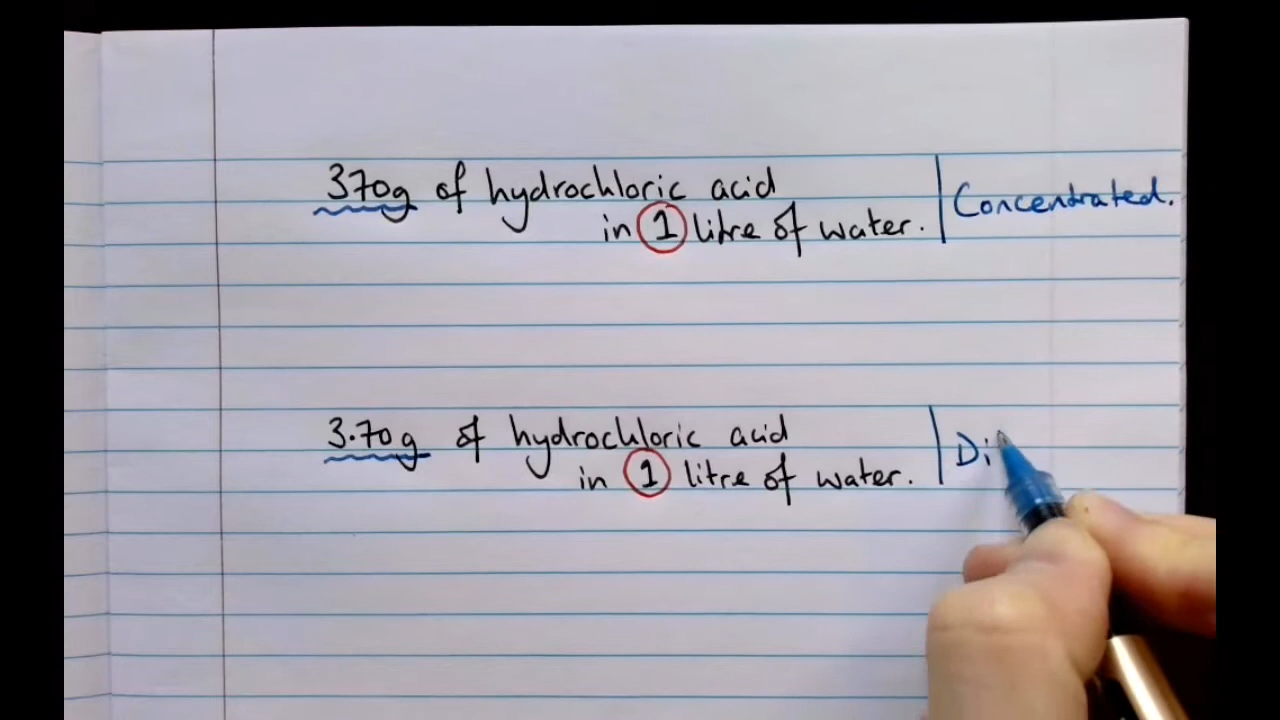 370g of hydrochloric acid
in 1 litre of water.
Concentrated.
3.70g of hydrochloric acid
in 1 litre of water.
Di